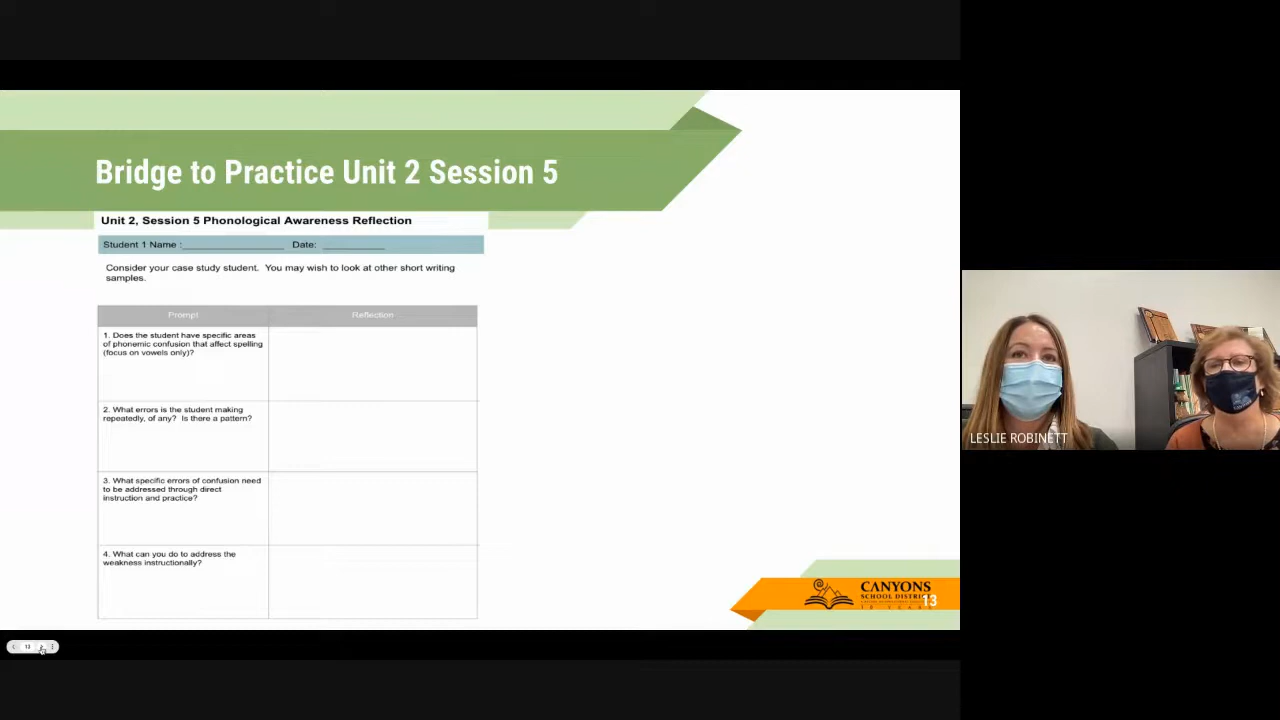 Bridge to Practice Unit 2 Session 5
Unit 2, Session 5 Phonological Awareness Reflection
Student 1 Name :____________________ Date: ____________
Consider your case study student. You may wish to look at other short writing
samples.
Prompt Reflection
1. Does the student have specific areas
of phonemic confusion that affect spelling
(focus on vowels only)?
2. What errors is the student making
repeatedly, of any? Is there a pattern?
3. What specific errors of confusion need
to be addressed through direct
instruction and practice?
4. What can you do to address the
weakness instructionally?
CANYONS
SCHOOL DISTRI
13
LESLIE ROBINETT
CANYONS
13